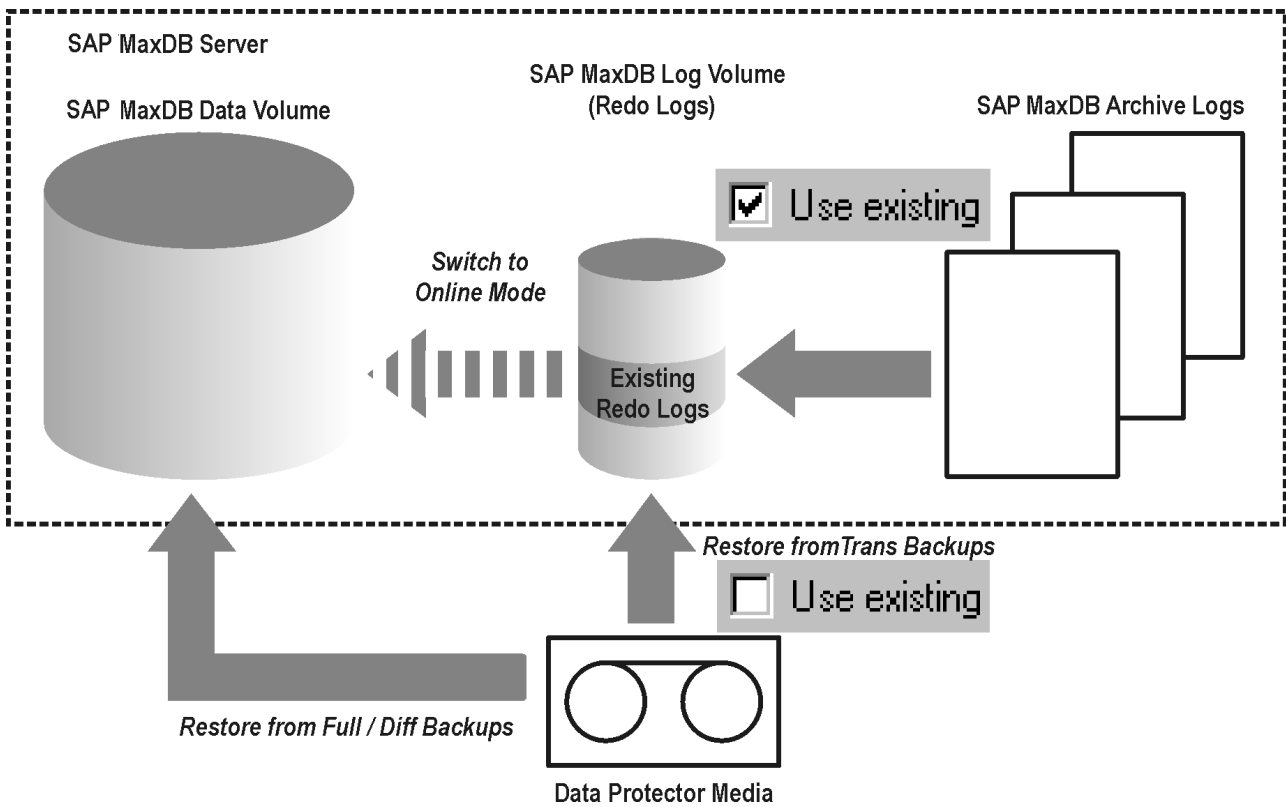 SAP MaxDB Server
SAP MaxDB Data Volume
SAP MaxDB Log Volume
(Redo Logs)
SAP MaxDB Archive Logs
Use existing
Switch to
Online Mode
Existing
Redo Logs
Restore fromTrans Backups
Use existing
Restore from Full / Diff Backups
Data Protector Media